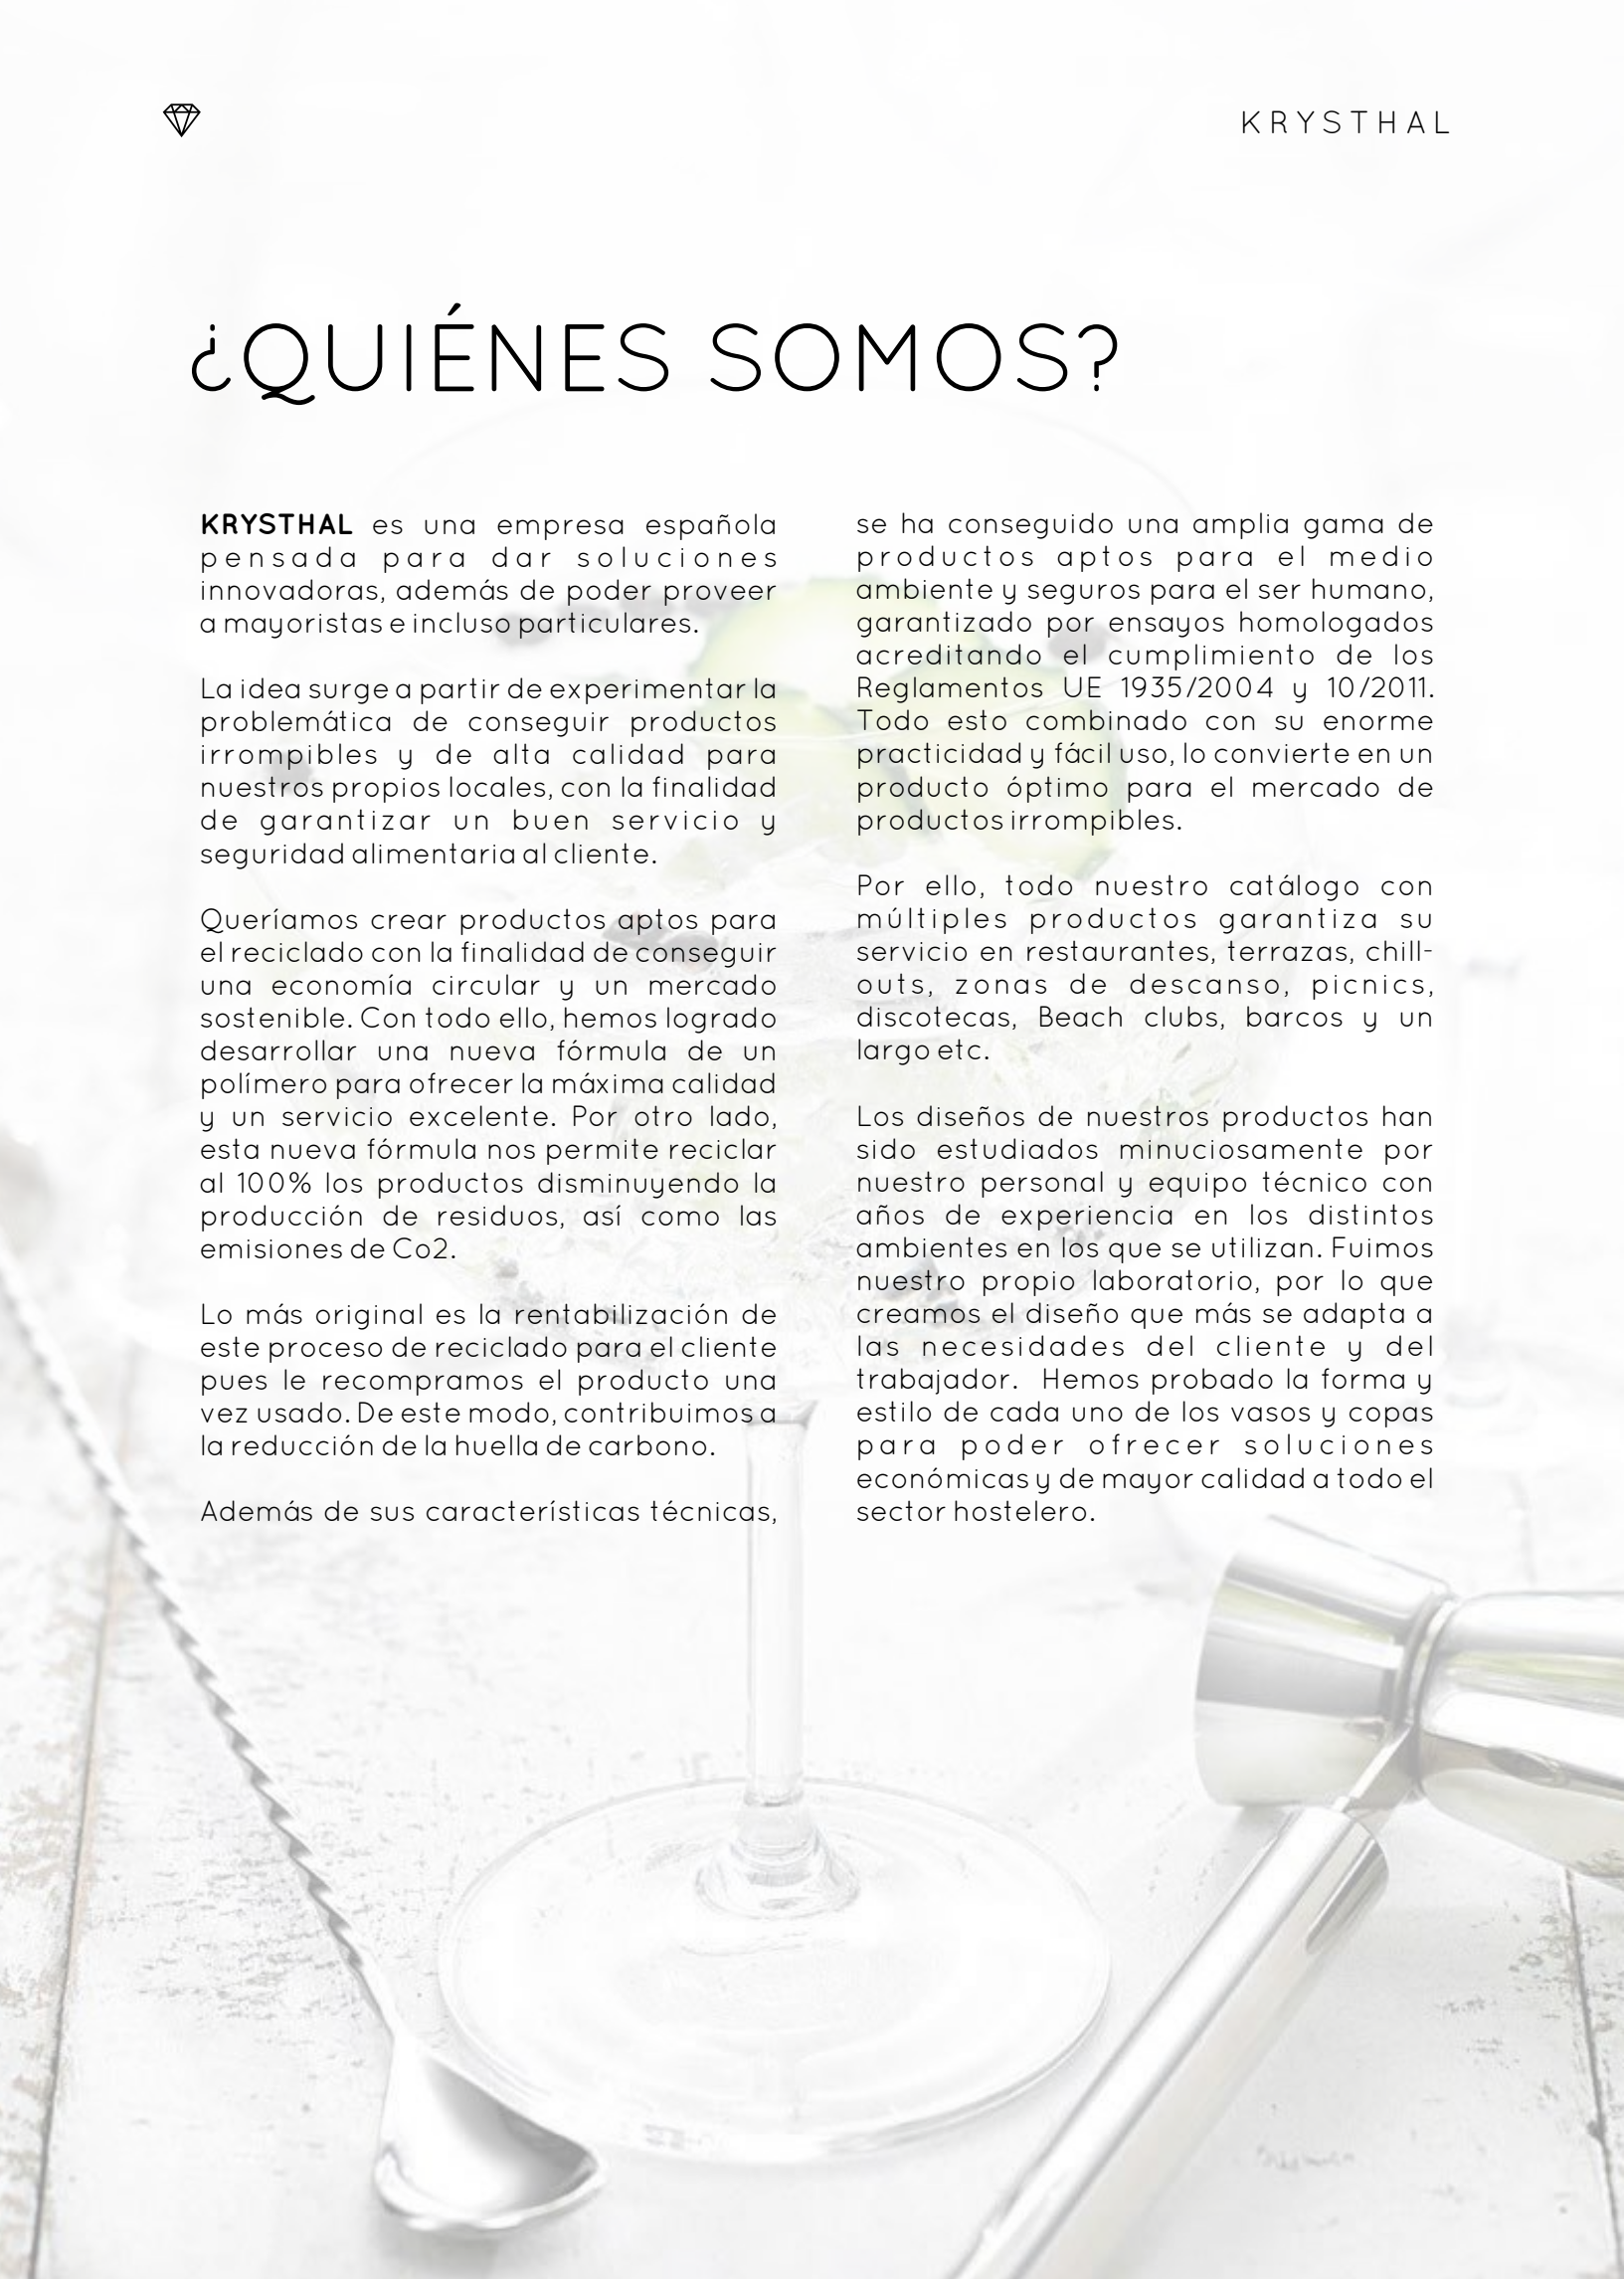 KRYSTHAL
¿QUIÉNES SOMOS?
KRYSTHAL es una empresa española
pensada para dar soluciones
innovadoras, además de poder proveer
a mayoristas e incluso particulares.
La idea surge a partir de experimentar la
problemática de conseguir productos
irrompibles y de alta calidad para
nuestros propios locales, con la finalidad
de garantizar un buen servicio y
seguridad alimentaria al cliente.
Queríamos crear productos aptos para
el reciclado con la finalidad de conseguir
una economía circular y un mercado
sostenible. Con todo ello, hemos logrado
desarrollar una nueva fórmula de un
polímero para ofrecer la máxima calidad
y un servicio excelente. Por otro lado,
esta nueva fórmula nos permite reciclar
al 100% los productos disminuyendo la
producción de residuos, así como las
emisiones de Co2.
Lo más original es la rentabilización de
este proceso de reciclado para el cliente
pues le recompramos el producto una
vez usado. De este modo, contribuimos a
la reducción de la huella de carbono.
Además de sus características técnicas,
se ha conseguido una amplia gama de
productos aptos para el medio
ambiente y seguros para el ser humano,
garantizado por ensayos homologados
acreditando el cumplimiento de los
Reglamentos UE 1935/2004 y 10/2011.
Todo esto combinado con su enorme
practicidad y fácil uso, lo convierte en un
producto óptimo para el mercado de
productos irrompibles.
Por ello, todo nuestro catálogo con
múltiples productos garantiza su
servicio en restaurantes, terrazas, chill-
outs, zonas de descanso, picnics,
discotecas, Beach clubs, barcos y un
largo etc.
Los diseños de nuestros productos han
sido estudiados minuciosamente por
nuestro personal y equipo técnico con
años de experiencia en los distintos
ambientes en los que se utilizan. Fuimos
nuestro propio laboratorio, por lo que
creamos el diseño que más se adapta a
las necesidades del cliente y del
trabajador. Hemos probado la forma y
estilo de cada uno de los vasos y copas
para poder ofrecer soluciones
económicas y de mayor calidad a todo el
sector hostelero.